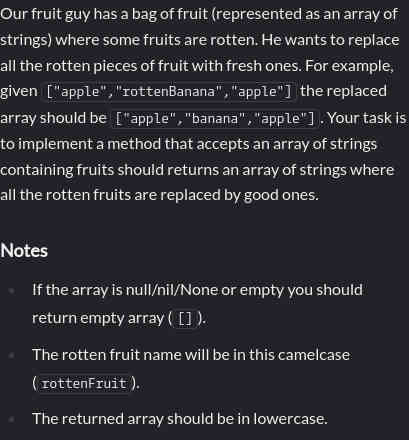 Our fruit guy has a bag of fruit (represented as an array of
strings) where some fruits are rotten. He wants to replace
all the rotten pieces of fruit with fresh ones. For example,
given ["apple","rottenBanana","apple"] the replaced
array should be ["apple","banana","apple"]. Your task is
to implement a method that accepts an array of strings
containing fruits should returns an array of strings where
all the rotten fruits are replaced by good ones.
Notes
If the array is null/nil/None or empty you should
return empty array ([]).
The rotten fruit name will be in this camelcase
(rottenFruit).
The returned array should be in lowercase.